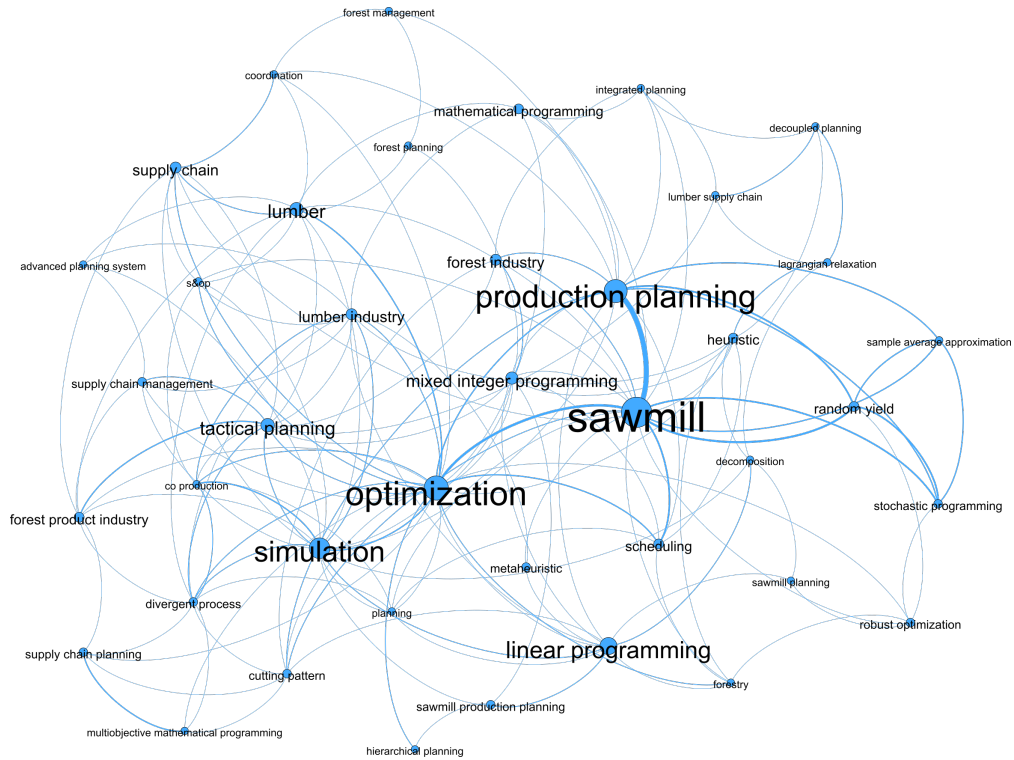 forest management
coordination
integrated planning
mathematical programming
decoupled planning
forest planning
supply chain
lumber supply chain
lumber
forest industry
lagrangian relaxation
advanced planning system
s&op
production planning
lumber industry
heuristic
sample average approximation
mixed integer programming
supply chain management
random yield
sawmill
tactical planning
decomposition
co production
optimization
stochastic programming
forest product industry
simulation
scheduling
metaheuristic
sawmill planning
divergent process
planning
robust optimization
linear programming
supply chain planning
cutting pattern
forestry
sawmill production planning
multiobjective mathematical programming
hierarchical planning